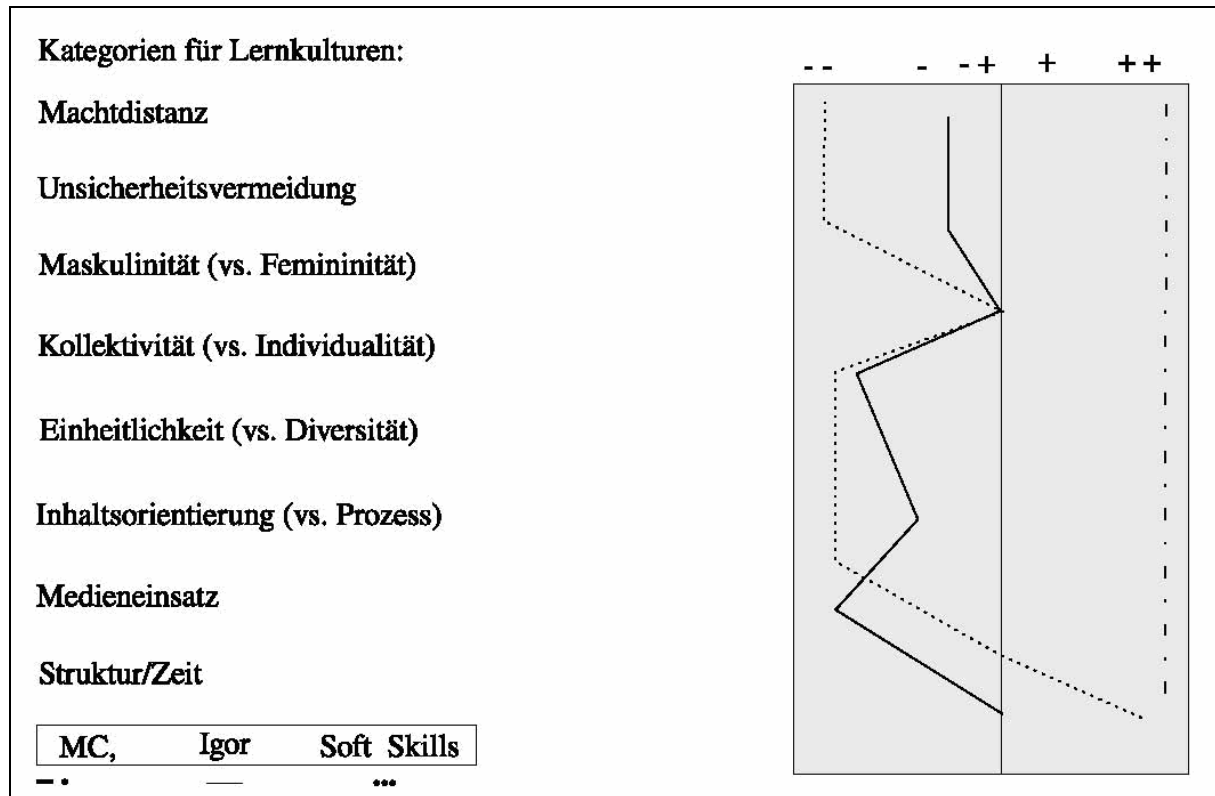 Kategorien für Lernkulturen:
-- - -+ + ++
Machtdistanz
Unsicherheitsvermeidung
Maskulinität (vs. Femininität)
Kollektivität (vs. Individualität)
Einheitlichkeit (vs. Diversität)
Inhaltsorientierung (vs. Prozess)
Medieneinsatz
Struktur/Zeit
MC, Igor Soft Skills